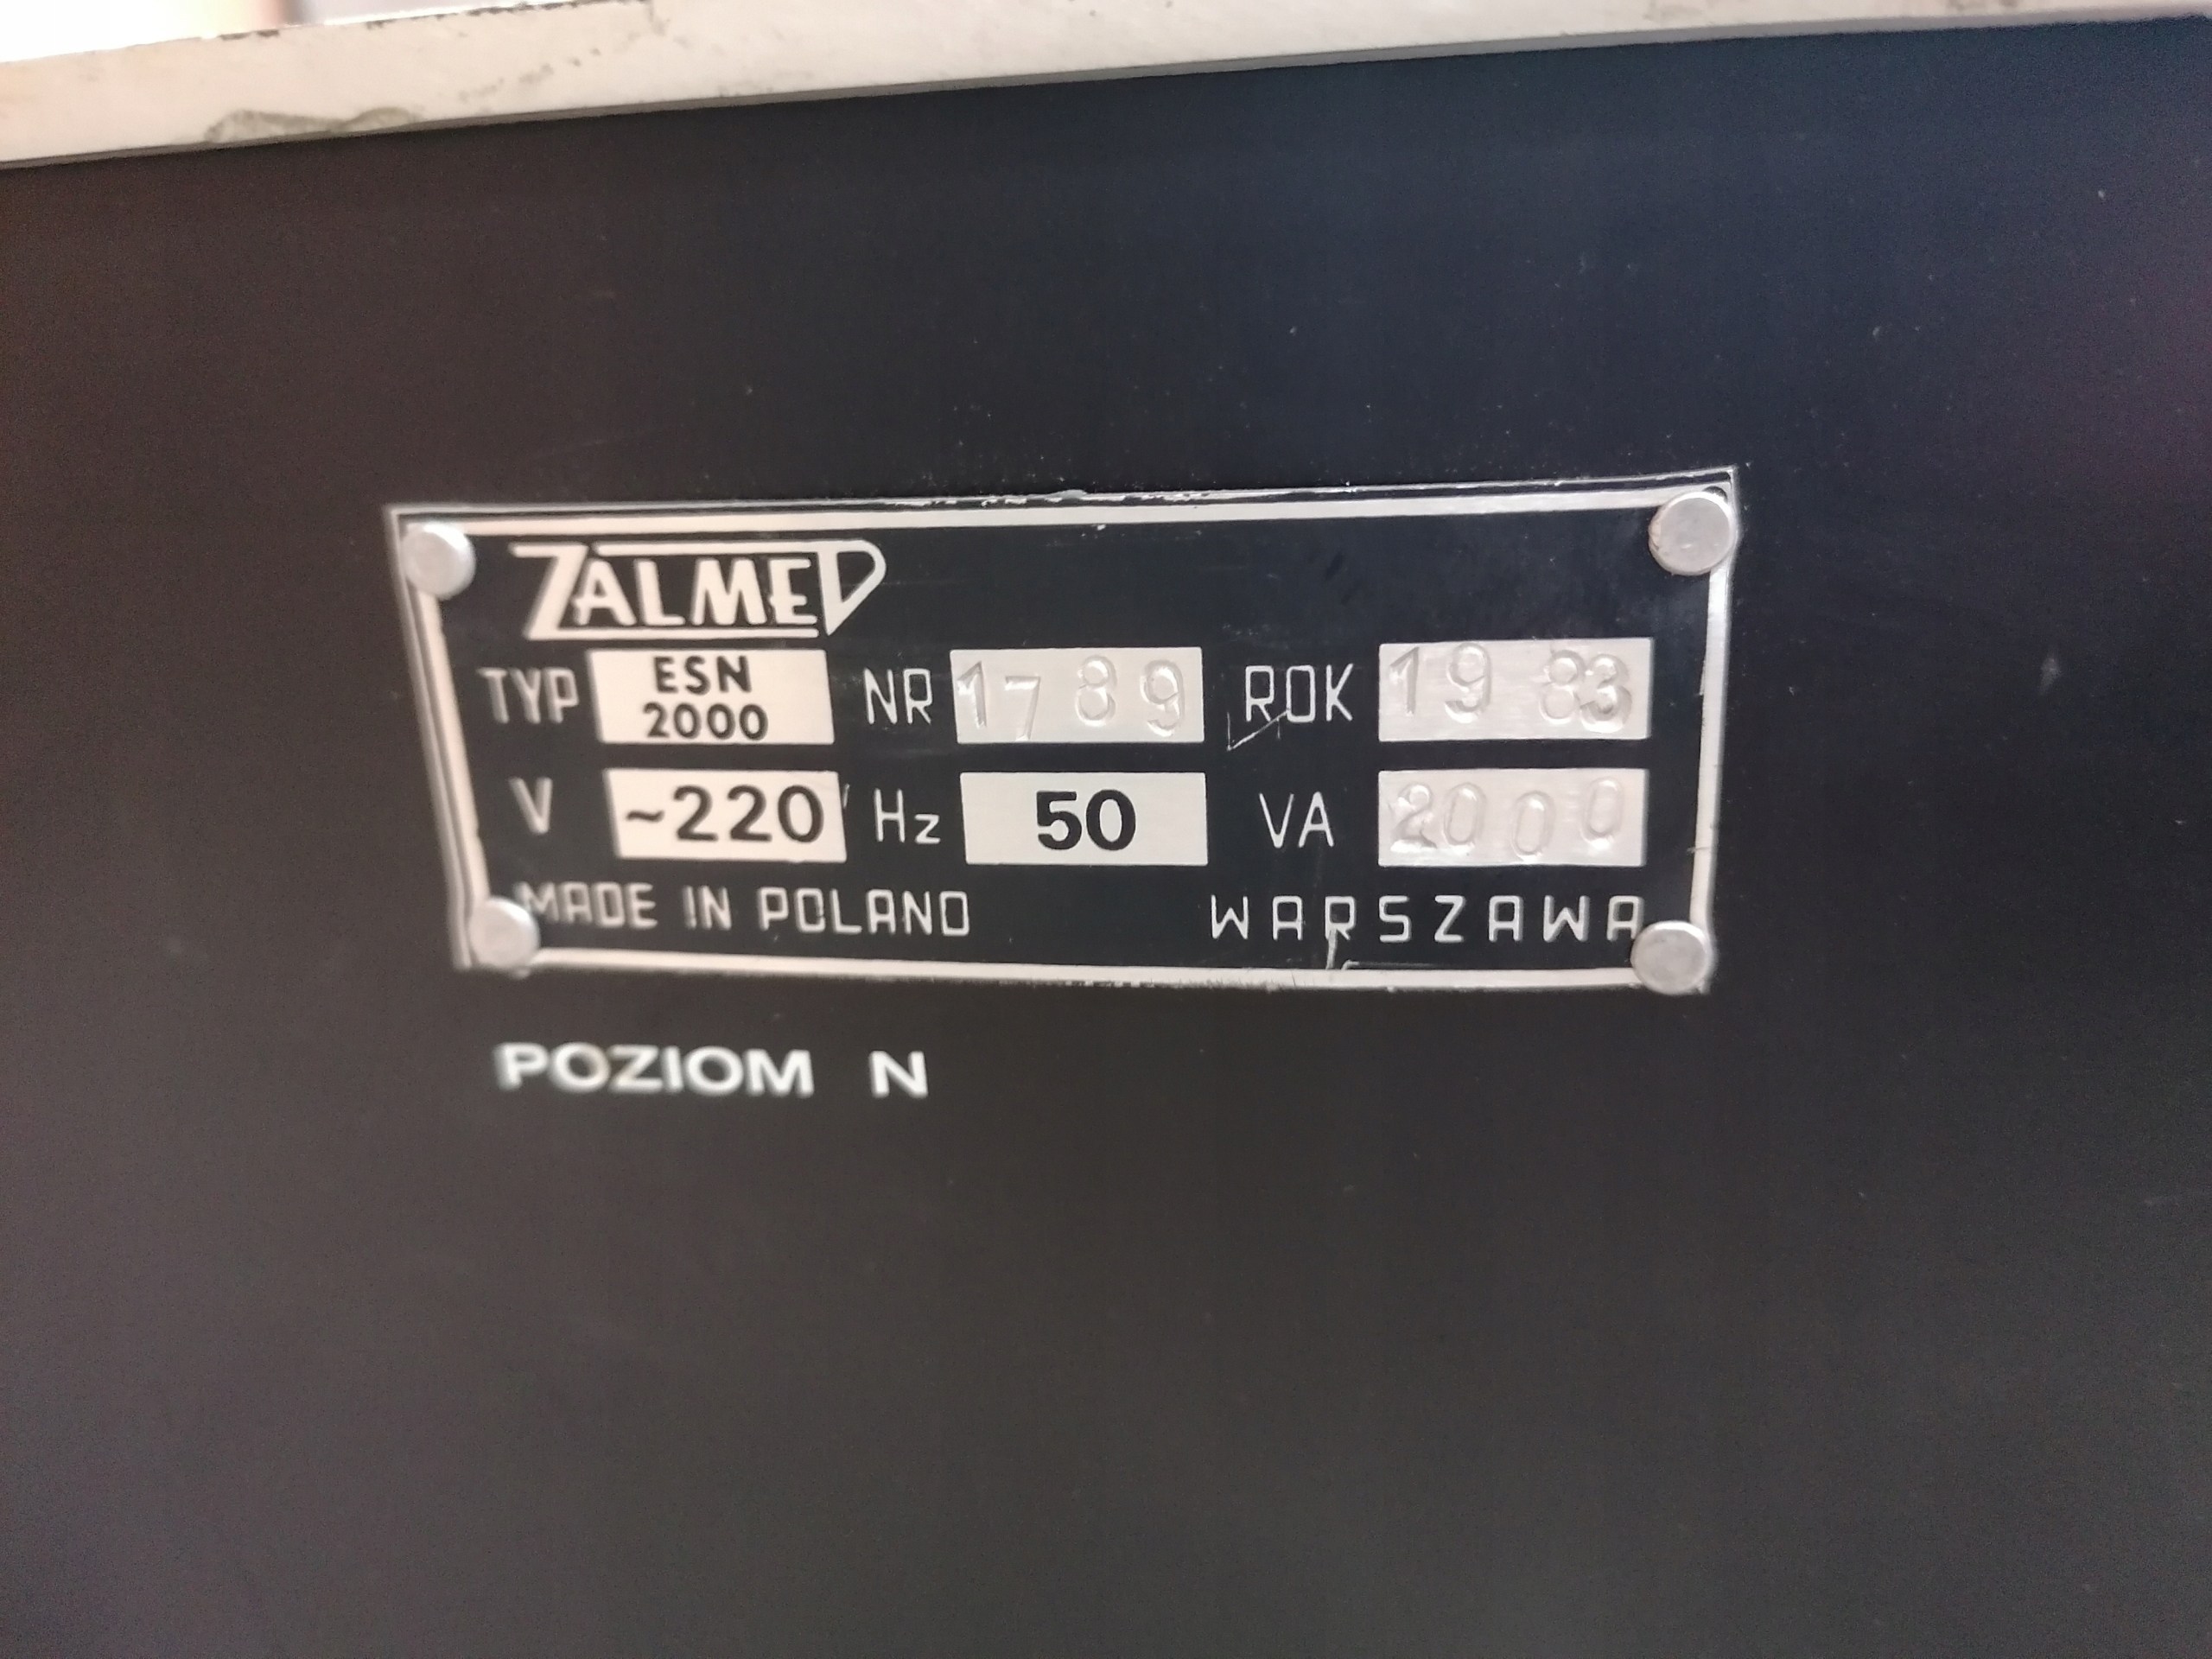 ZALMED
TYP ESN 2000 NR 1789 ROK 1983
V ~220 Hz 50 VA 2000
MADE IN POLAND WARSZAWA
POZIOM N